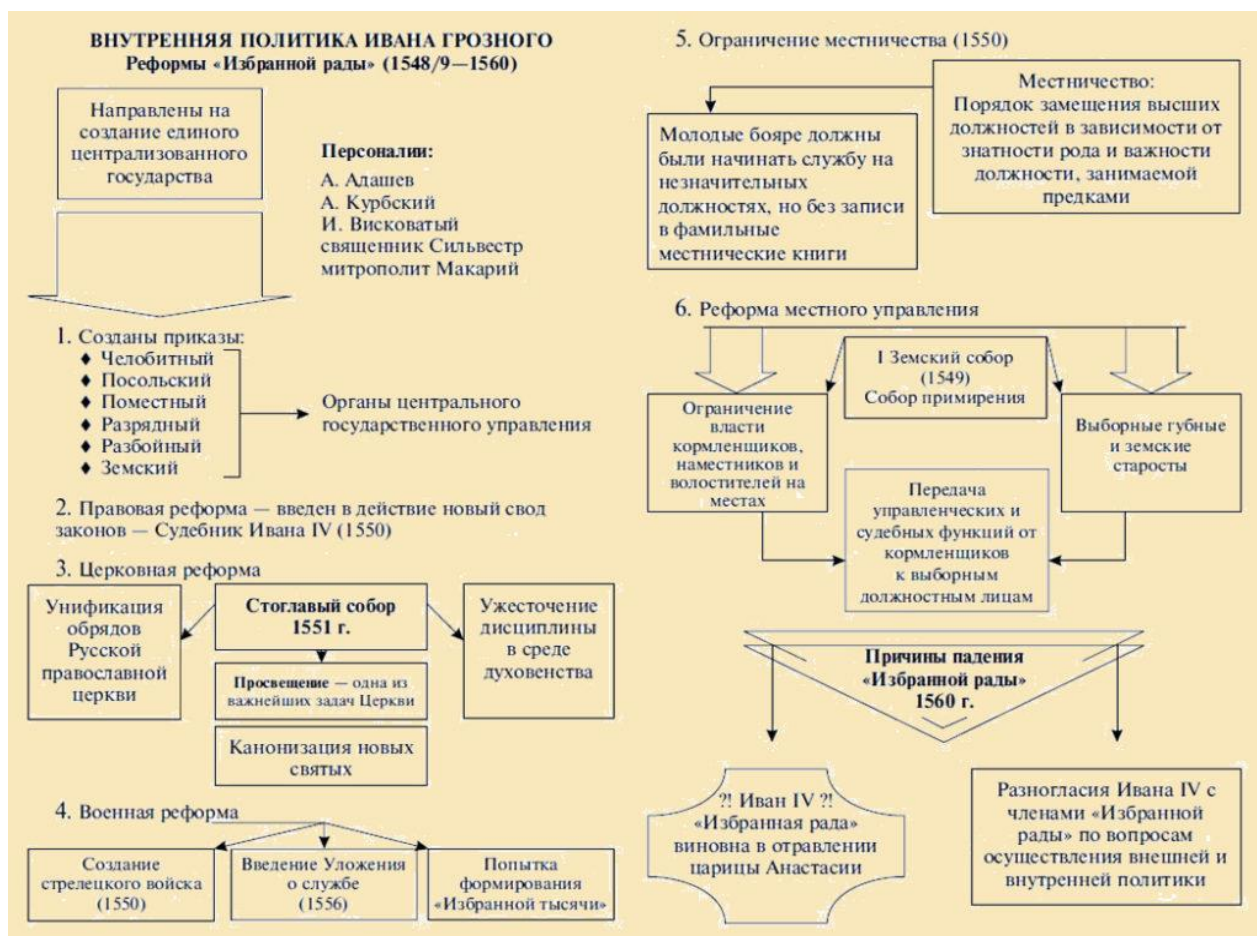 ВНУТРЕННЯЯ ПОЛИТИКА ИВАНА ГРОЗНОГО
Реформы «Избранной рады» (1548/9—1560)
Направлены на
создание единого
централизованного
государства
Персоналии:
А. Адашев
А. Курбский
И. Висковатый
священник Сильвестр
митрополит Макарий
1. Созданы приказы:
♦ Челобитный
♦ Посольский
♦ Поместный
♦ Разрядный
♦ Разбойный
♦ Земский
Органы центрального
государственного управления
2. Правовая реформа — введен в действие новый свод
законов — Судебник Ивана IV (1550)
3. Церковная реформа
Унификация
обрядов
Русской
православной
церкви
Стоглавый собор
1551 г.
Просвещение — одна из
важнейших задач Церкви
Канонизация новых
святых
Ужесточение
дисциплины
в среде
духовенства
4. Военная реформа
Создание
стрелецкого войска
(1550)
Введение Уложения
о службе
(1556)
Попытка
формирования
«Избранной тысячи»
5. Ограничение местничества (1550)
Местничество:
Порядок замещения высших
должностей в зависимости от
знатности рода и важности
должности, занимаемой
предками
Молодые бояре должны
были начинать службу на
незначительных
должностях, но без записи
в фамильные
местнические книги
6. Реформа местного управления
I Земский собор
(1549)
Собор примирения
Ограничение
власти
кормленщиков,
наместников и
волостителей на
местах
Выборные губные
и земские
старосты
Передача
управленческих и
судебных функций от
кормленщиков
к выборным
должностным лицам
Причины падения
«Избранной рады»
1560 г.
?! Иван IV ?!
«Избранная рада»
виновна в отравлении
царицы Анастасии
Разногласия Ивана IV с
членами «Избранной
рады» по вопросам
осуществления внешней и
внутренней политики